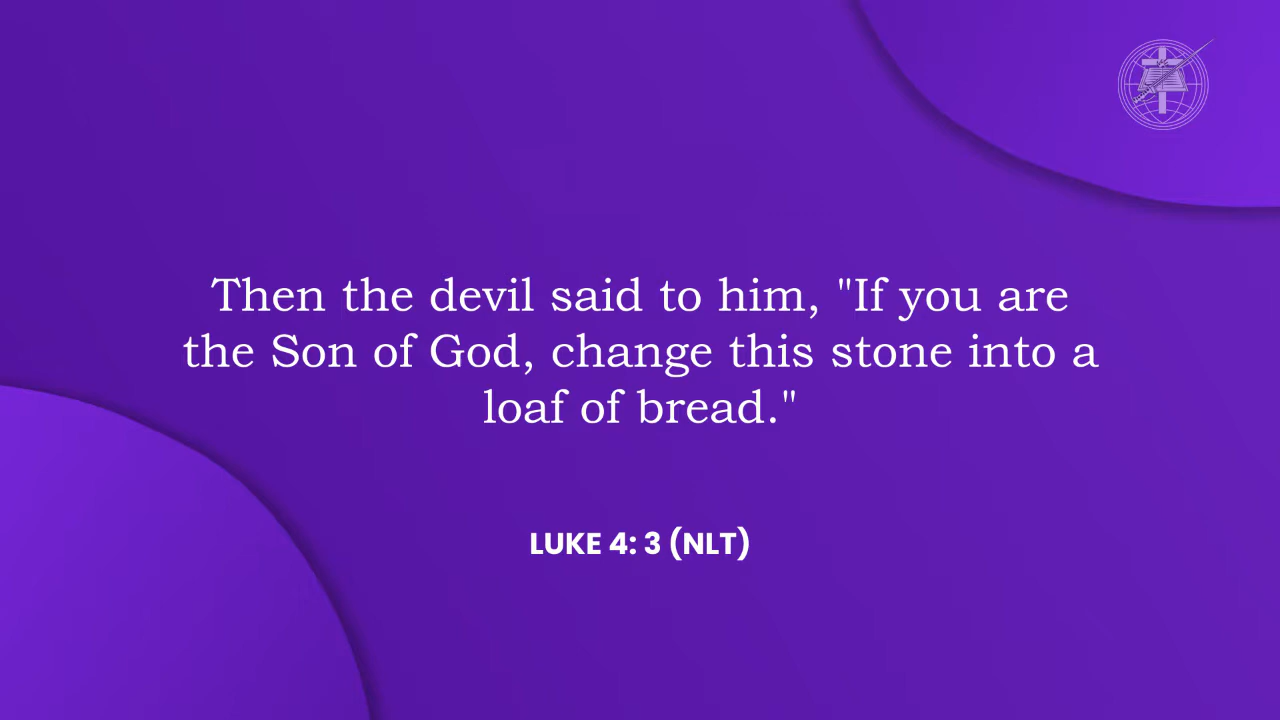 Then the devil said to him, "If you are
the Son of God, change this stone into a
loaf of bread."
LUKE 4: 3 (NLT)